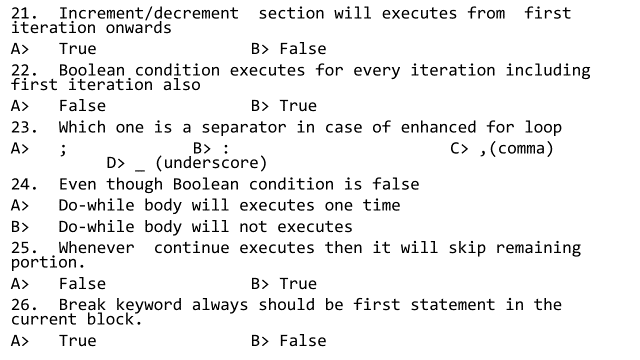 21. Increment/decrement section will executes from first
iteration onwards
A> True B> False
22. Boolean condition executes for every iteration including
first iteration also
A> False B> True
23. Which one is a separator in case of enhanced for loop
A> ; B> : C> ,(comma)
D> _ (underscore)
24. Even though Boolean condition is false
A> Do-while body will executes one time
B> Do-while body will not executes
25. Whenever continue executes then it will skip remaining
portion.
A> False B> True
26. Break keyword always should be first statement in the
current block.
A> True B> False